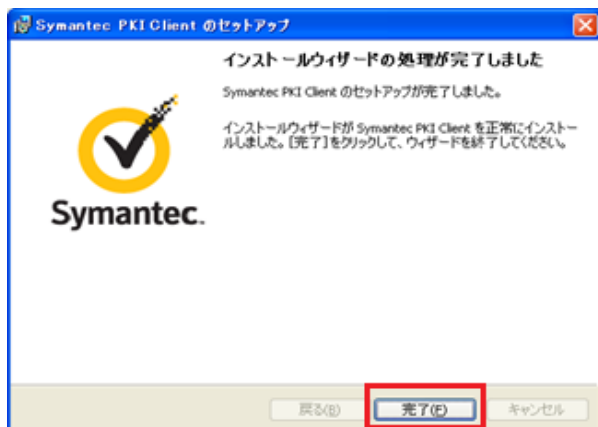 Symantec PKI Client のセットアップ
インストールウィザードの処理が完了しました
Symantec PKI Client のセットアップが完了しました。
インストールウィザードが Symantec PKI Client を正常にインストー
ルしました。[完了]をクリックして、ウィザードを終了してください。
Symantec.
戻る(B)
完了(F)
キャンセル